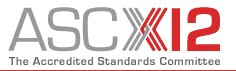 ASC X12
The Accredited Standards Committee